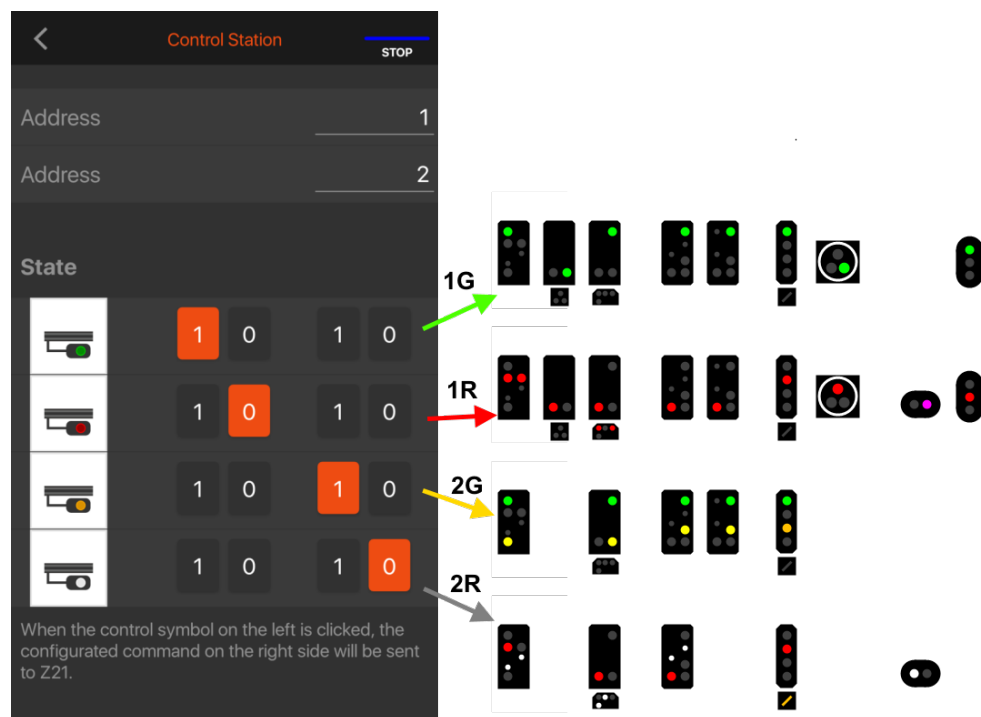 Control Station
STOP
Address 1
Address 2
State
1 0 1 0
1G
1 0 1 0
1R
1 0 1 0
2G
1 0 1 0
2R
When the control symbol on the left is clicked, the
configurated command on the right side will be sent
to Z21.